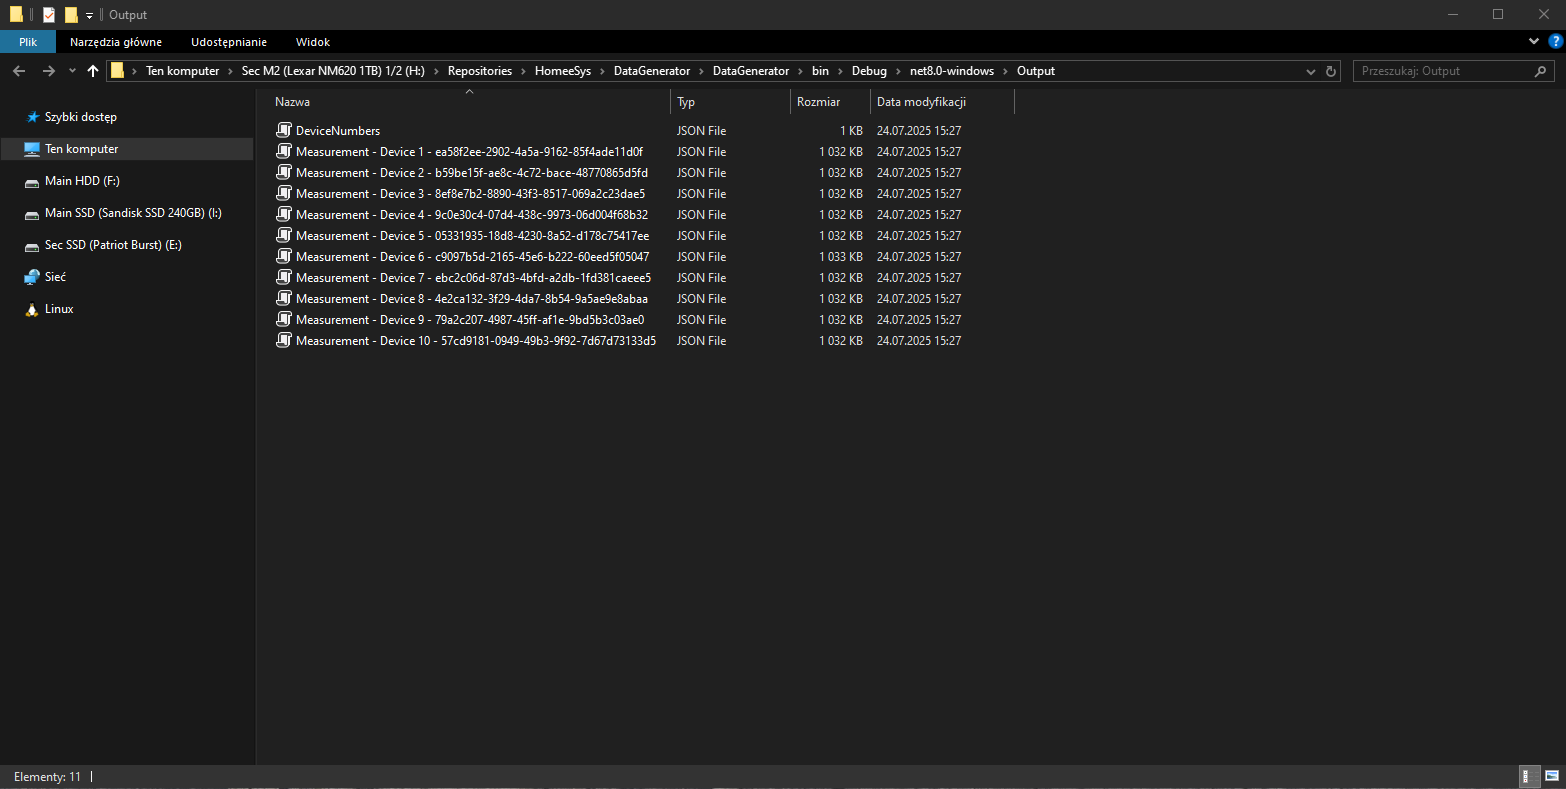 Output
Plik Narzędzia główne Udostępnianie Widok
Ten komputer Sec M2 (Lexar NM620 1TB) 1/2 (H:) Repositories HomeeSys DataGenerator DataGenerator bin Debug net8.0-windows Output Przeszukaj: Output
Nazwa Typ Rozmiar Data modyfikacji
Szybki dostęp
Ten komputer
Main HDD (F:)
Main SSD (Sandisk SSD 240GB) (I:)
Sec SSD (Patriot Burst) (E:)
Sieć
Linux
DeviceNumbers JSON File 1 KB 24.07.2025 15:27
Measurement - Device 1 - ea58f2ee-2902-4a5a-9162-85f4ade11d0f JSON File 1 032 KB 24.07.2025 15:27
Measurement - Device 2 - b59be15f-ae8c-4c72-bace-48770865d5fd JSON File 1 032 KB 24.07.2025 15:27
Measurement - Device 3 - 8ef8e7b2-8890-43f3-8517-069a2c23dae5 JSON File 1 032 KB 24.07.2025 15:27
Measurement - Device 4 - 9c0e30c4-07d4-438c-9973-06d004f68b32 JSON File 1 032 KB 24.07.2025 15:27
Measurement - Device 5 - 05331935-18d8-4230-8a52-d178c75417ee JSON File 1 032 KB 24.07.2025 15:27
Measurement - Device 6 - c9097b5d-2165-45e6-b222-60eed5f05047 JSON File 1 033 KB 24.07.2025 15:27
Measurement - Device 7 - ebc2c06d-87d3-4bfd-a2db-1fd381caeee5 JSON File 1 032 KB 24.07.2025 15:27
Measurement - Device 8 - 4e2ca132-3f29-4da7-8b54-9a5ae9e8abaa JSON File 1 032 KB 24.07.2025 15:27
Measurement - Device 9 - 79a2c207-4987-45ff-af1e-9bd5b3c03ae0 JSON File 1 032 KB 24.07.2025 15:27
Measurement - Device 10 - 57cd9181-0949-49b3-9f92-7d67d73133d5 JSON File 1 032 KB 24.07.2025 15:27
Elementy: 11